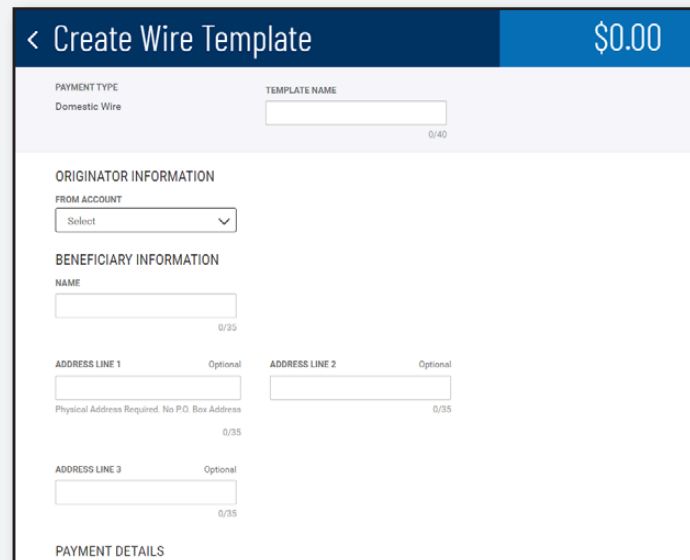 Create Wire Template
$0.00
PAYMENT TYPE
TEMPLATE NAME
Domestic Wire
0/40
ORIGINATOR INFORMATION
FROM ACCOUNT
Select
BENEFICIARY INFORMATION
NAME
0/35
ADDRESS LINE 1 Optional
ADDRESS LINE 2 Optional
Physical Address Required. No P.O. Box Address
0/35
0/35
ADDRESS LINE 3 Optional
0/35
PAYMENT DETAILS